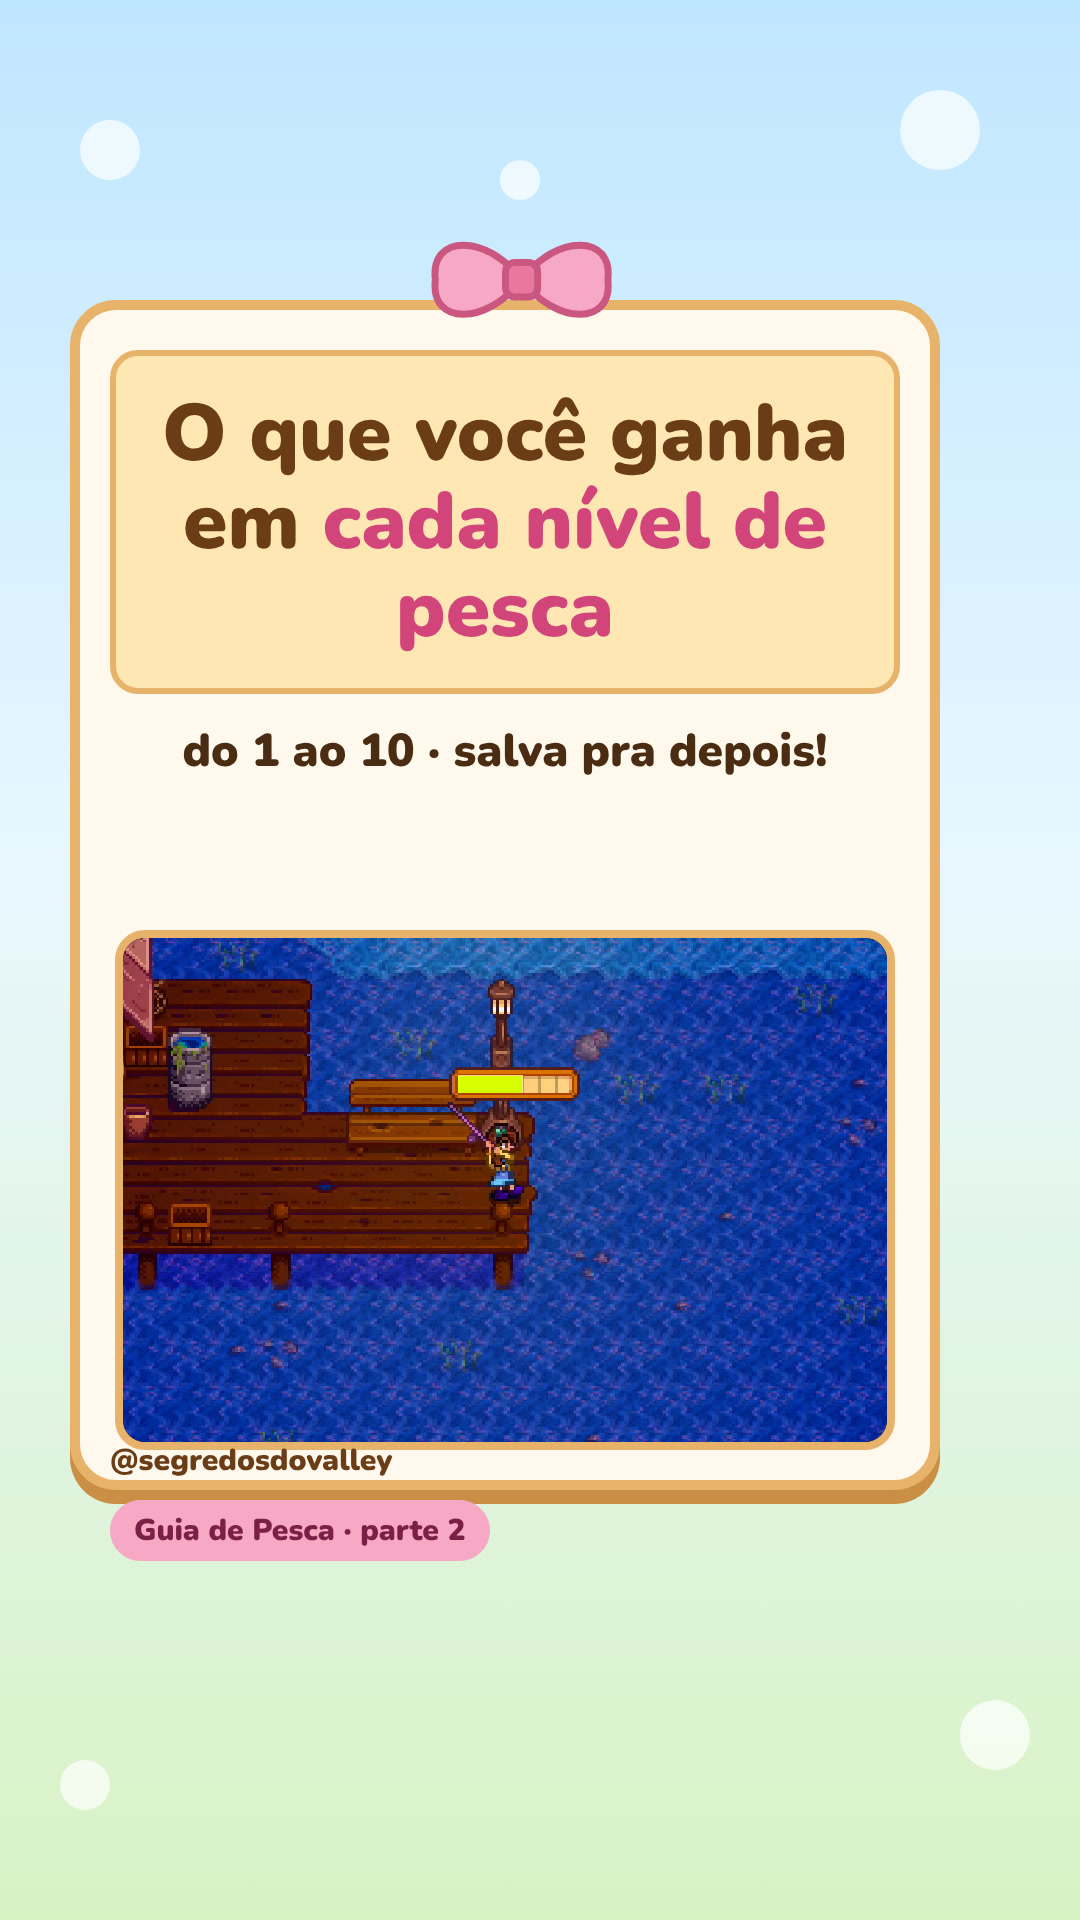 O que você ganha
em cada nível de
pesca
do 1 ao 10 · salva pra depois!
@segredosdovalley
Guia de Pesca · parte 2